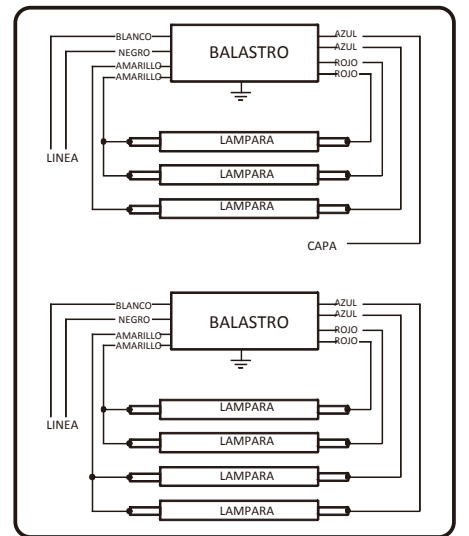 BLANCO
NEGRO
AMARILLO
AMARILLO
BALASTRO
AZUL
AZUL
ROJO
ROJO
LINEA
LAMPARA
LAMPARA
LAMPARA
CAPA
BLANCO
NEGRO
AMARILLO
AMARILLO
BALASTRO
AZUL
AZUL
ROJO
ROJO
LINEA
LAMPARA
LAMPARA
LAMPARA
LAMPARA